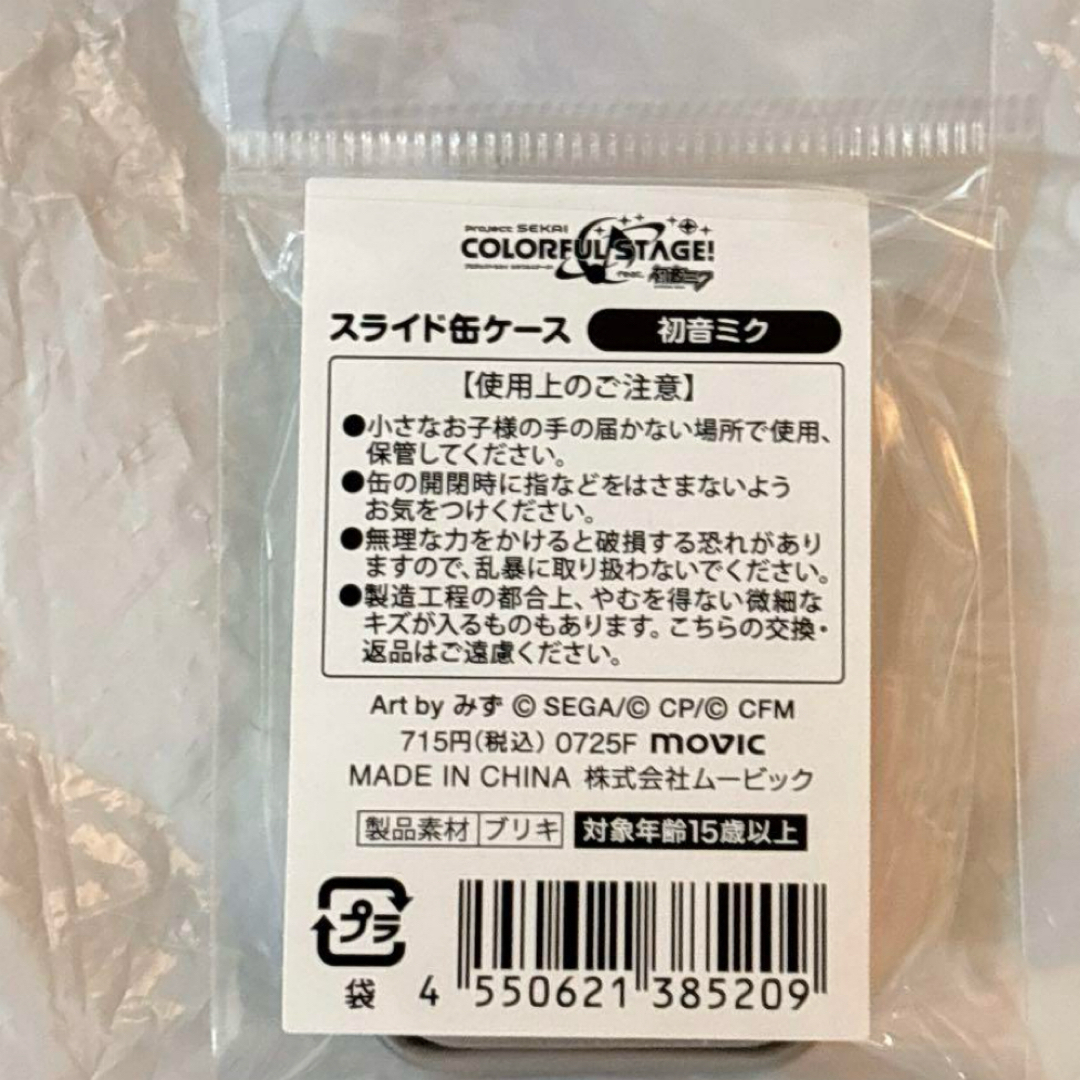 Project SEKAI
COLORFUL STAGE!
feat. 初音ミク
スライド缶ケース 初音ミク
【使用上のご注意】
●小さなお子様の手の届かない場所で使用、
保管してください。
●缶の開閉時に指などをはさまないよう
お気をつけください。
●無理な力をかけると破損する恐れがあり
ますので、乱暴に取り扱わないでください。
●製造工程の都合上、やむを得ない微細な
キズが入るものもあります。こちらの交換・
返品はご遠慮ください。
Art by みず © SEGA/© CP/© CFM
715円(税込) 0725F movic
MADE IN CHINA 株式会社ムービック
製品素材 ブリキ 対象年齢15歳以上
プラ
袋 4 550621 385209